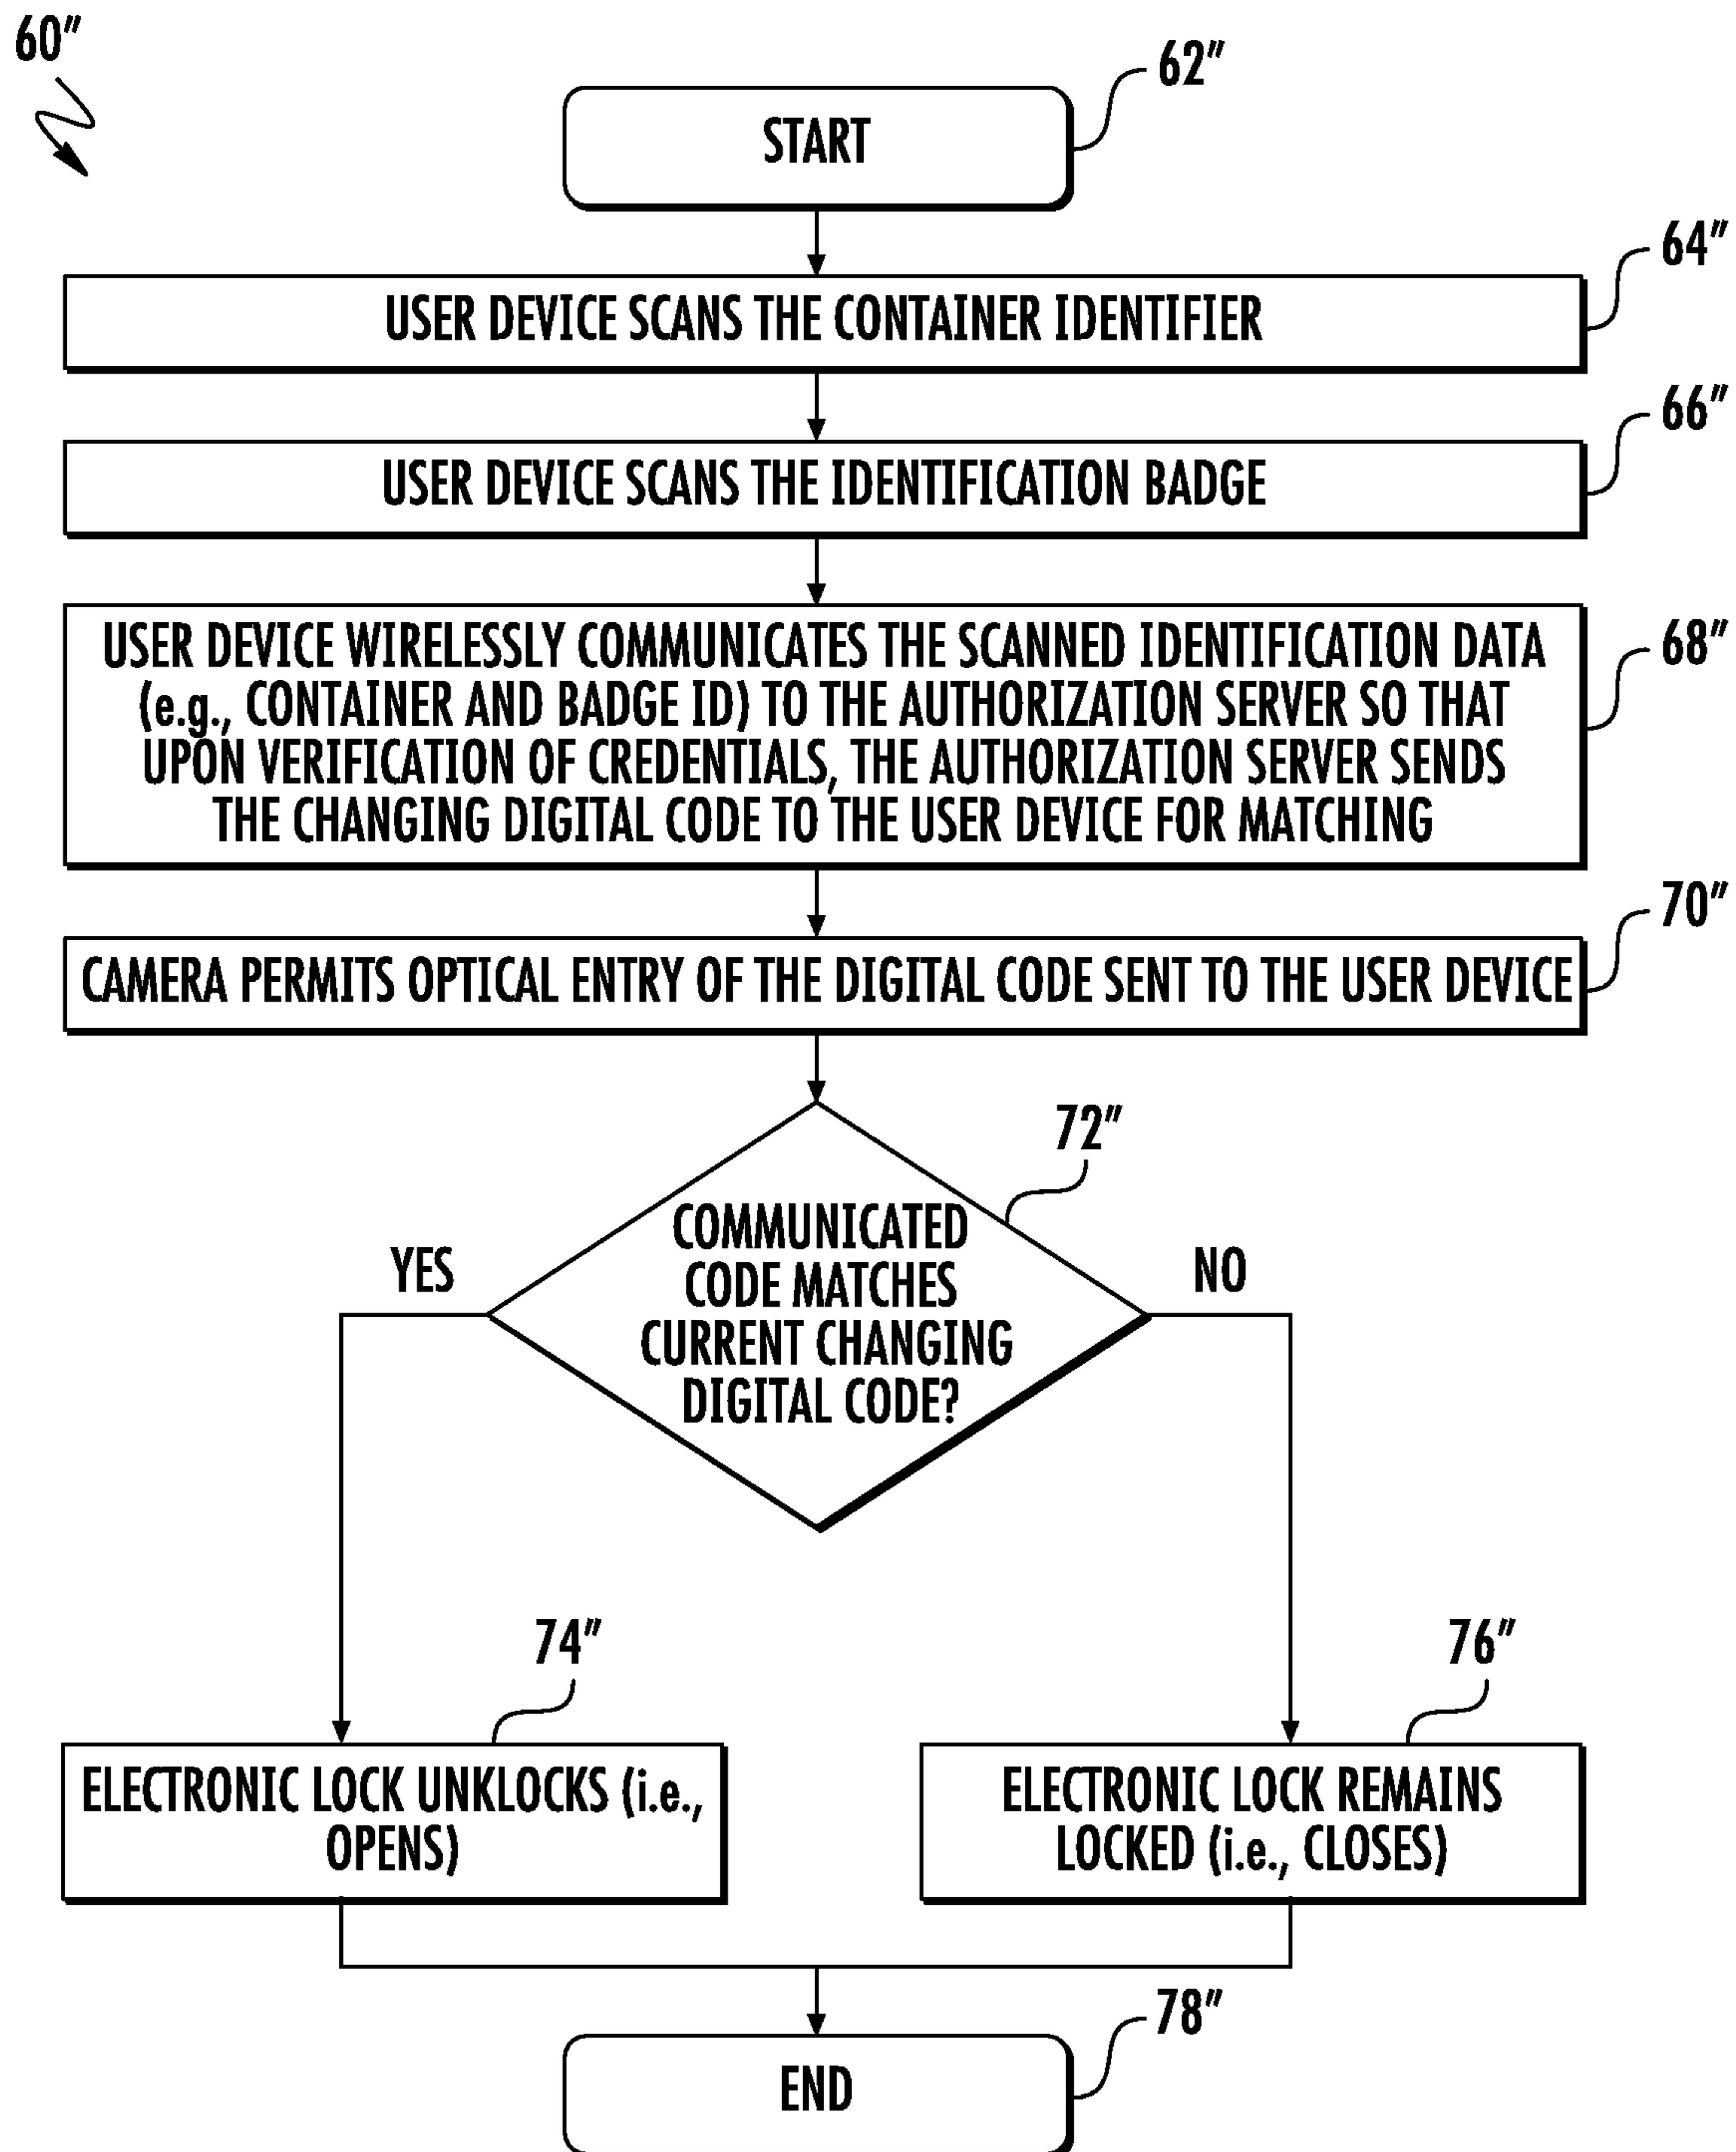 60"
62"
START
64"
USER DEVICE SCANS THE CONTAINER IDENTIFIER
66"
USER DEVICE SCANS THE IDENTIFICATION BADGE
68"
USER DEVICE WIRELESSLY COMMUNICATES THE SCANNED IDENTIFICATION DATA
(e.g., CONTAINER AND BADGE ID) TO THE AUTHORIZATION SERVER SO THAT
UPON VERIFICATION OF CREDENTIALS, THE AUTHORIZATION SERVER SENDS
THE CHANGING DIGITAL CODE TO THE USER DEVICE FOR MATCHING
70"
CAMERA PERMITS OPTICAL ENTRY OF THE DIGITAL CODE SENT TO THE USER DEVICE
72"
COMMUNICATED
CODE MATCHES
CURRENT CHANGING
DIGITAL CODE?
YES
NO
74"
ELECTRONIC LOCK UNKLOCKS (i.e.,
OPENS)
76"
ELECTRONIC LOCK REMAINS
LOCKED (i.e., CLOSES)
78"
END